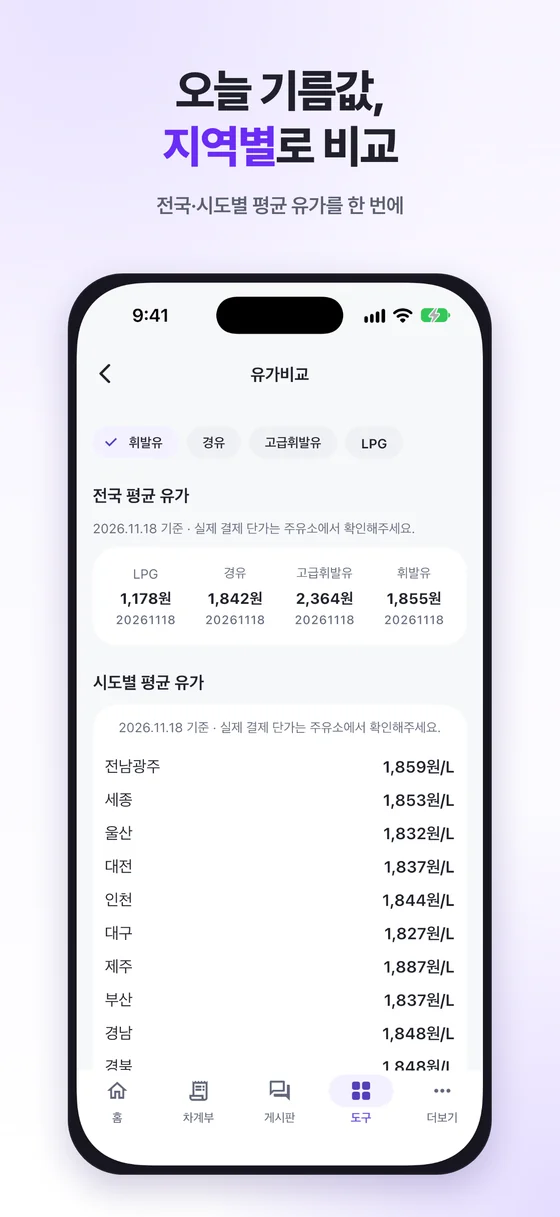 오늘 기름값,
지역별로 비교
전국·시도별 평균 유가를 한 번에
9:41
유가비교
휘발유 경유 고급휘발유 LPG
전국 평균 유가
2026.11.18 기준 · 실제 결제 단가는 주유소에서 확인해주세요.
LPG 경유 고급휘발유 휘발유
1,178원 1,842원 2,364원 1,855원
20261118 20261118 20261118 20261118
시도별 평균 유가
2026.11.18 기준 · 실제 결제 단가는 주유소에서 확인해주세요.
전남광주 1,859원/L
세종 1,853원/L
울산 1,832원/L
대전 1,837원/L
인천 1,844원/L
대구 1,827원/L
제주 1,887원/L
부산 1,837원/L
경남 1,848원/L
경북 1,848원/L
홈 차계부 게시판 도구 더보기